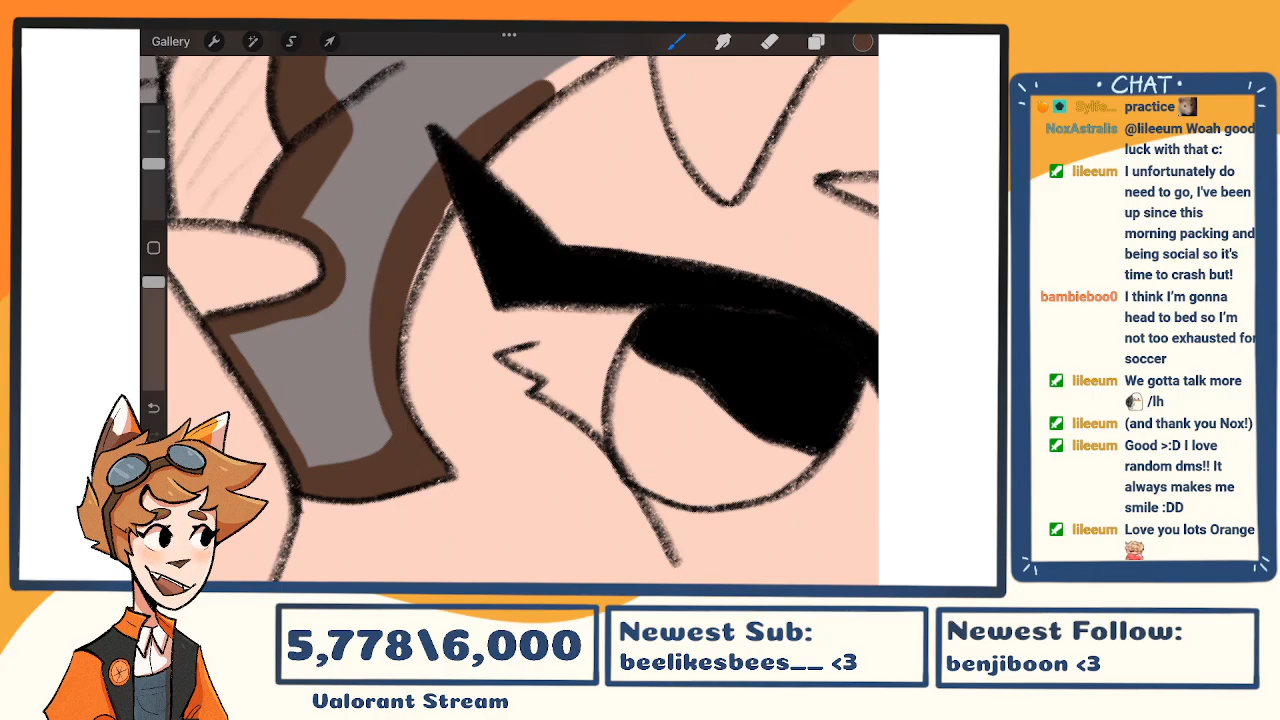 Gallery
• CHAT •
Sylfe... practice
NoxAstralis @lileeum Woah good
luck with that c:
lileeum I unfortunately do
need to go, I've been
up since this
morning packing and
being social so it's
time to crash but!
bambieboo0 I think I'm gonna
head to bed so I'm
not too exhausted for
soccer
lileeum We gotta talk more
/lh
lileeum (and thank you Nox!)
lileeum Good >:D I love
random dms!! It
always makes me
smile :DD
lileeum Love you lots Orange
5,778\6,000
Valorant Stream
Newest Sub:
beelikesbees__ <3
Newest Follow:
benjiboon <3